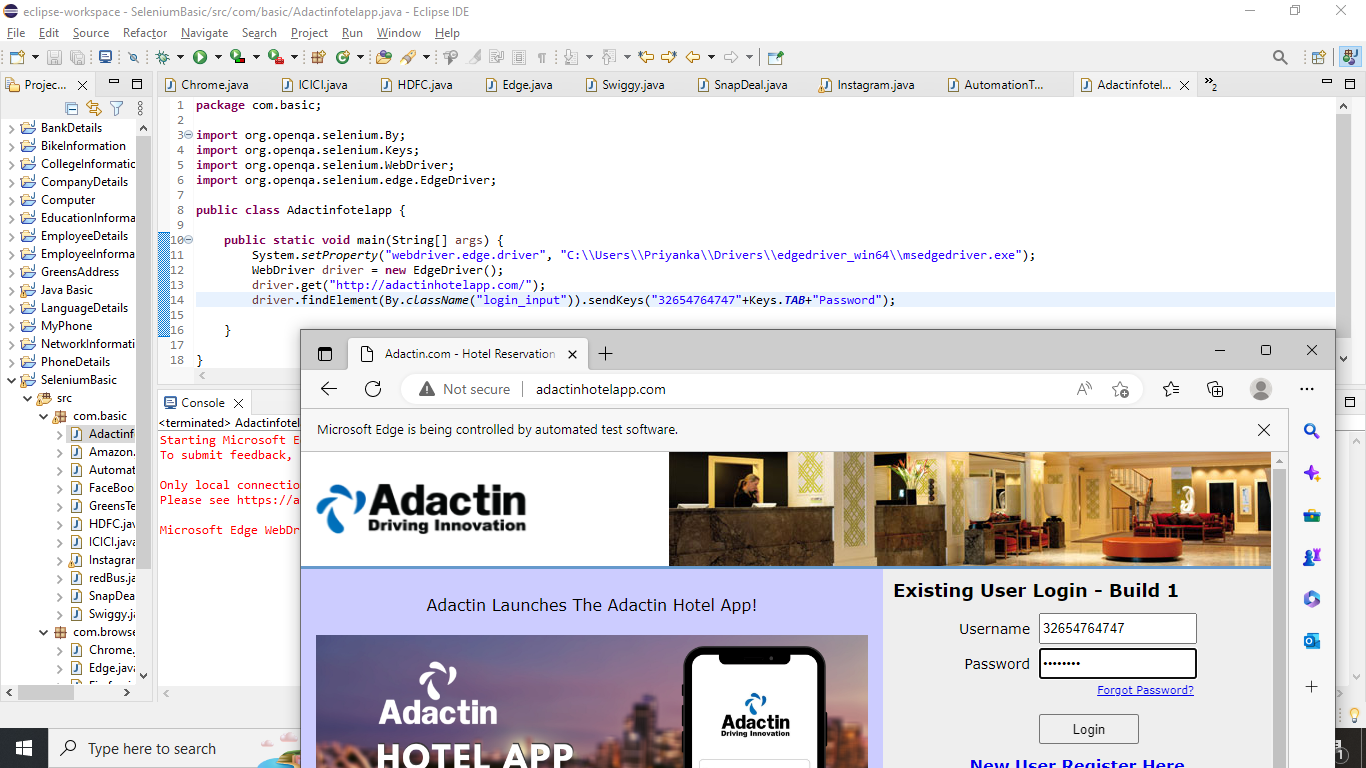 eclipse-workspace - SeleniumBasic/src/com/basic/Adactinfotelapp.java - Eclipse IDE
File Edit Source Refactor Navigate Search Project Run Window Help
Projec...
Chrome.java ICICI.java HDFC.java Edge.java Swiggy.java SnapDeal.java Instagram.java AutomationT... Adactinfotel... 2
BankDetails
BikeInformation
CollegeInformatic
CompanyDetails
Computer
EducationInforma
EmployeeDetails
EmployeeInforma
GreensAddress
Java Basic
LanguageDetails
MyPhone
NetworkInformati
PhoneDetails
SeleniumBasic
src
com.basic
Adactinf
Amazon.
Automat
FaceBoo
GreensTe
HDFC.jav
ICICI.java
Instagran
redBus.ja
SnapDea
Swiggy.ja
com.browse
Chrome.
Edge.java
1 package com.basic;
2
3 import org.openqa.selenium.By;
4 import org.openqa.selenium.Keys;
5 import org.openqa.selenium.WebDriver;
6 import org.openqa.selenium.edge.EdgeDriver;
7
8 public class Adactinfotelapp {
9
10 public static void main(String[] args) {
11 System.setProperty("webdriver.edge.driver", "C:\\Users\\Priyanka\\Drivers\\edgedriver_win64\\msedgedriver.exe");
12 WebDriver driver = new EdgeDriver();
13 driver.get("http://adactinhotelapp.com/");
14 driver.findElement(By.className("login_input")).sendKeys("32654764747"+Keys.TAB+"Password");
15
16 }
17
18 }
Console
<terminated> Adactinfotel
Starting Microsoft E
To submit feedback,
Only local connectio
Please see https://a
Microsoft Edge WebDr
Adactin.com - Hotel Reservation
Not secure adactinhotelapp.com
Microsoft Edge is being controlled by automated test software.
Adactin
Driving Innovation
Adactin Launches The Adactin Hotel App!
Adactin
HOTEL APP
Adactin
Driving Innovation
Existing User Login - Build 1
Username 32654764747
Password ••••••••
Forgot Password?
Login
New User Register Here
Type here to search
1